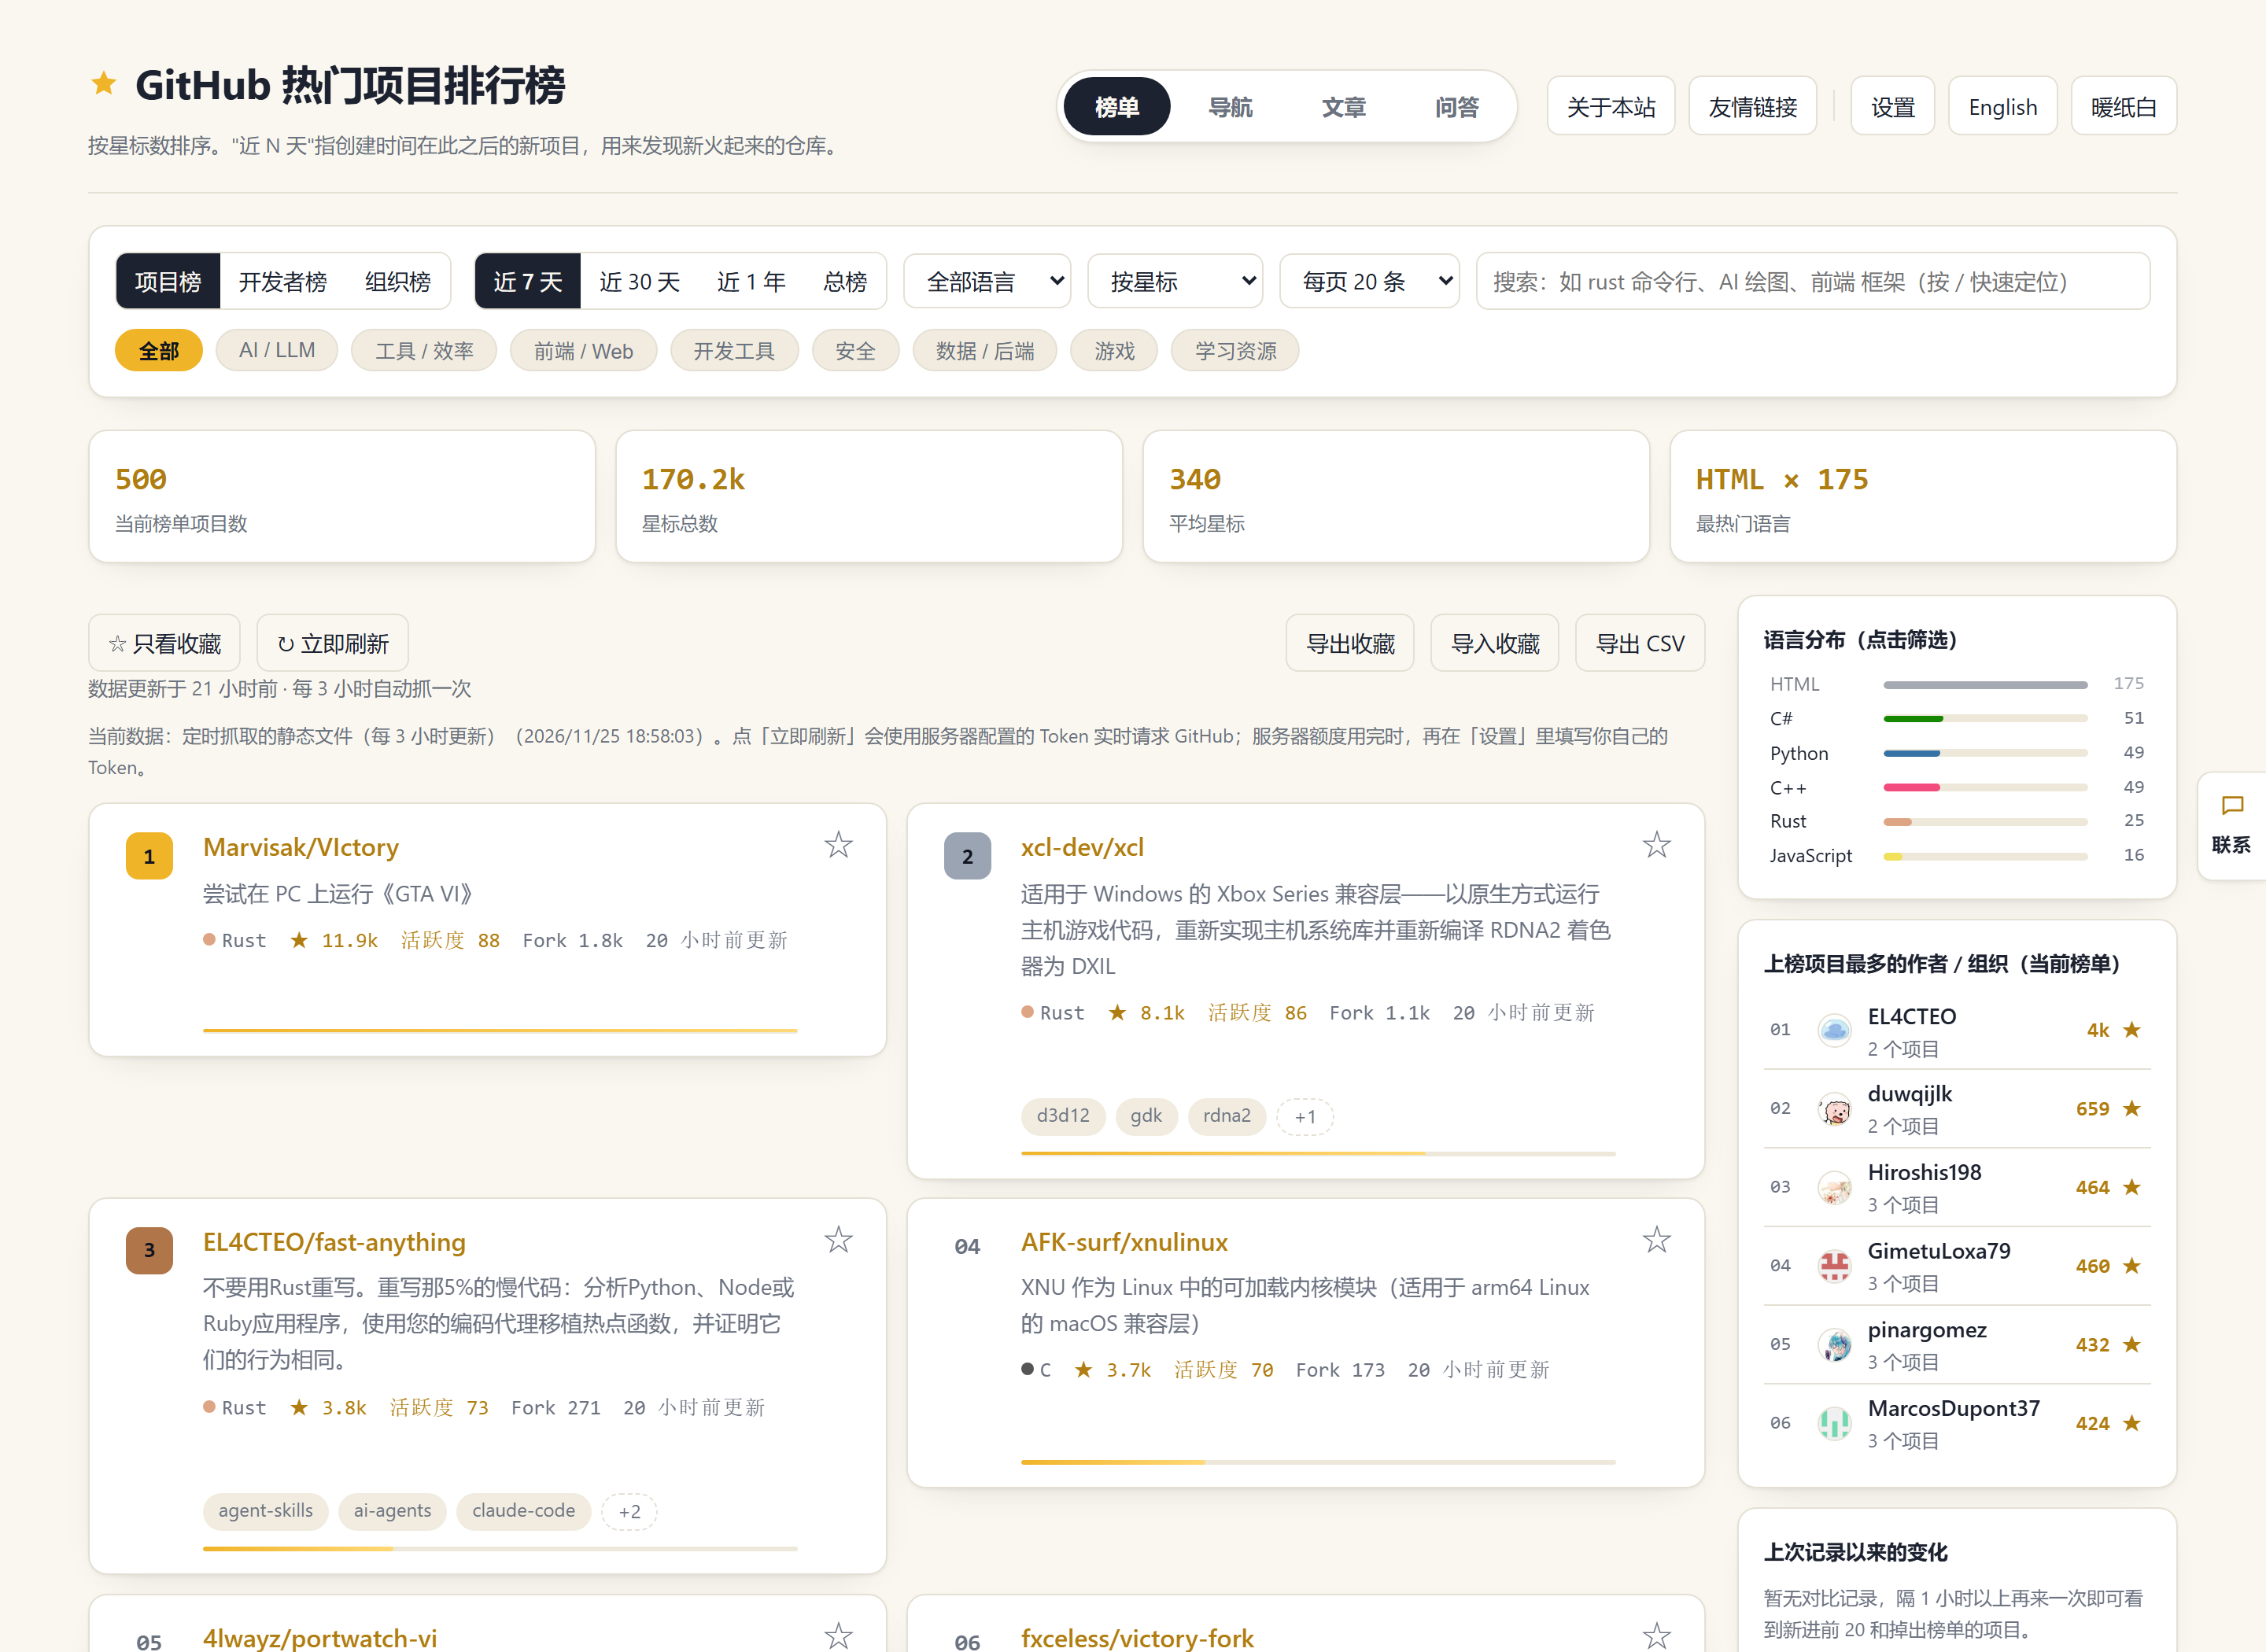 GitHub 热门项目排行榜
按星标数排序。"近 N 天"指创建时间在此之后的新项目，用来发现新火起来的仓库。
榜单 导航 文章 问答 关于本站 友情链接 设置 English 暖纸白
项目榜 开发者榜 组织榜 近 7 天 近 30 天 近 1 年 总榜 全部语言 按星标 每页 20 条 搜索：如 rust 命令行、AI 绘图、前端 框架（按 / 快速定位）
全部 AI / LLM 工具 / 效率 前端 / Web 开发工具 安全 数据 / 后端 游戏 学习资源
500
当前榜单项目数
170.2k
星标总数
340
平均星标
HTML × 175
最热门语言
☆ 只看收藏 ↻ 立即刷新 导出收藏 导入收藏 导出 CSV
数据更新于 21 小时前 · 每 3 小时自动抓一次
当前数据：定时抓取的静态文件（每 3 小时更新）（2026/11/25 18:58:03）。点「立即刷新」会使用服务器配置的 Token 实时请求 GitHub；服务器额度用完时，再在「设置」里填写你自己的
Token。
1 Marvisak/VIctory
尝试在 PC 上运行《GTA VI》
Rust ★ 11.9k 活跃度 88 Fork 1.8k 20 小时前更新
2 xcl-dev/xcl
适用于 Windows 的 Xbox Series 兼容层——以原生方式运行
主机游戏代码，重新实现主机系统库并重新编译 RDNA2 着色
器为 DXIL
Rust ★ 8.1k 活跃度 86 Fork 1.1k 20 小时前更新
d3d12 gdk rdna2 +1
3 EL4CTEO/fast-anything
不要用Rust重写。重写那5%的慢代码：分析Python、Node或
Ruby应用程序，使用您的编码代理移植热点函数，并证明它
们的行为相同。
Rust ★ 3.8k 活跃度 73 Fork 271 20 小时前更新
agent-skills ai-agents claude-code +2
04 AFK-surf/xnulinux
XNU 作为 Linux 中的可加载内核模块（适用于 arm64 Linux
的 macOS 兼容层）
C ★ 3.7k 活跃度 70 Fork 173 20 小时前更新
05 4lwayz/portwatch-vi
06 fxceless/victory-fork
语言分布（点击筛选）
HTML 175
C# 51
Python 49
C++ 49
Rust 25
JavaScript 16
上榜项目最多的作者 / 组织（当前榜单）
01 EL4CTEO 4k ★
2 个项目
02 duwqijlk 659 ★
2 个项目
03 Hiroshis198 464 ★
3 个项目
04 GimetuLoxa79 460 ★
3 个项目
05 pinargomez 432 ★
3 个项目
06 MarcosDupont37 424 ★
3 个项目
上次记录以来的变化
暂无对比记录，隔 1 小时以上再来一次即可看
到新进前 20 和掉出榜单的项目。
联系